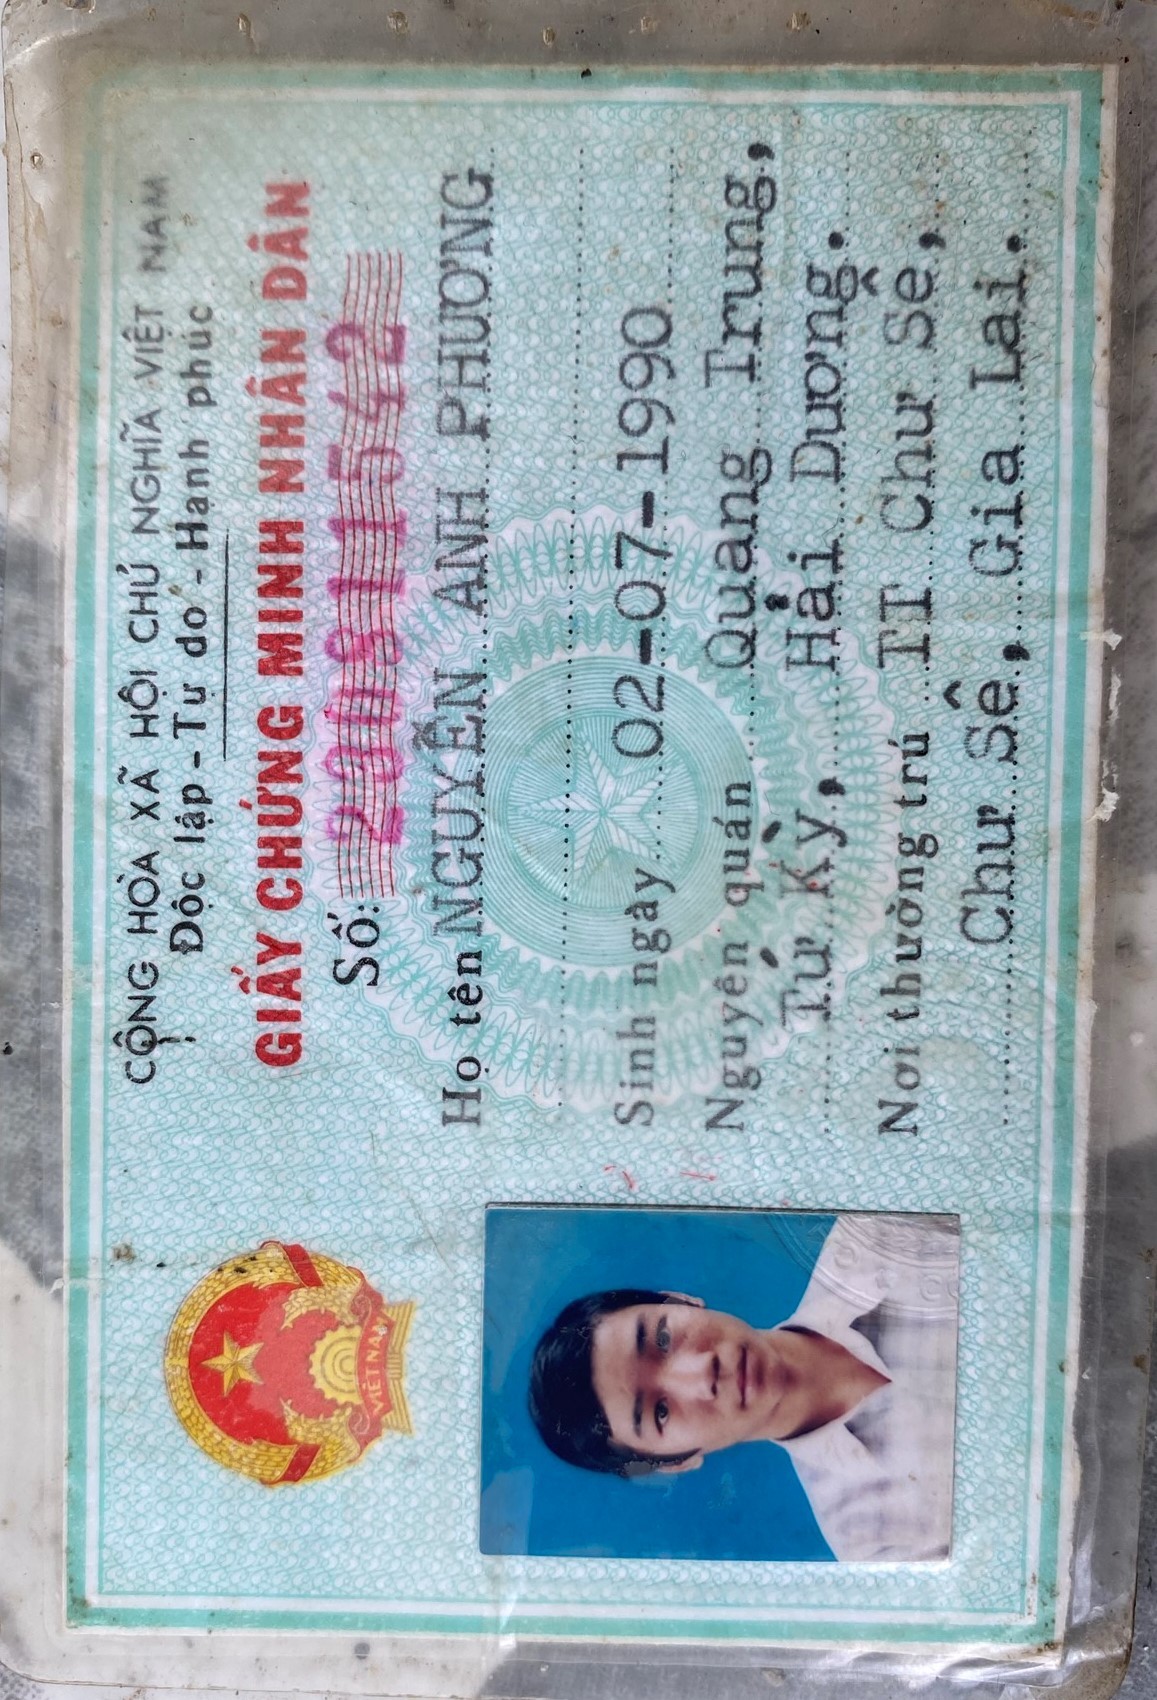 CỘNG HÒA XÃ HỘI CHỦ NGHĨA VIỆT NAM
Độc lập - Tự do - Hạnh phúc
GIẤY CHỨNG MINH NHÂN DÂN
Số:
Họ tên NGUYỄN ANH PHƯƠNG
Sinh ngày 02-07-1990
Nguyên quán Quang Trung,
Tứ Kỳ, Hải Dương.
Nơi thường trú TT Chư Sê,
Chư Sê, Gia Lai.
VIỆT NAM